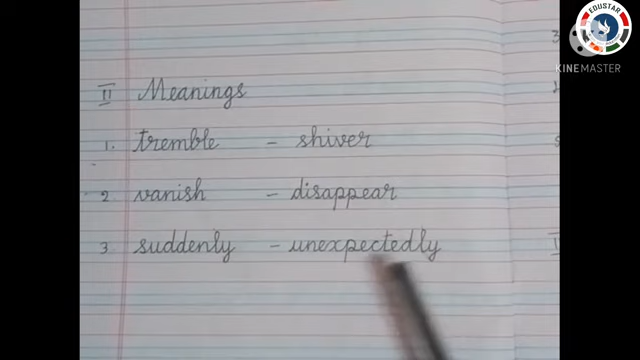 EDUSTAR
KINEMASTER
II Meanings
1. tremble - shiver
2. vanish - disappear
3. suddenly - unexpectedly